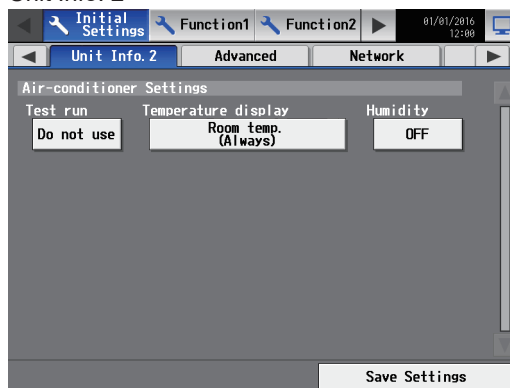 Initial
Settings
Function1
Function2
01/01/2016
12:00
Unit Info.2
Advanced
Network
Air-conditioner Settings
Test run
Temperature display
Humidity
Do not use
Room temp.
(Always)
OFF
Save Settings